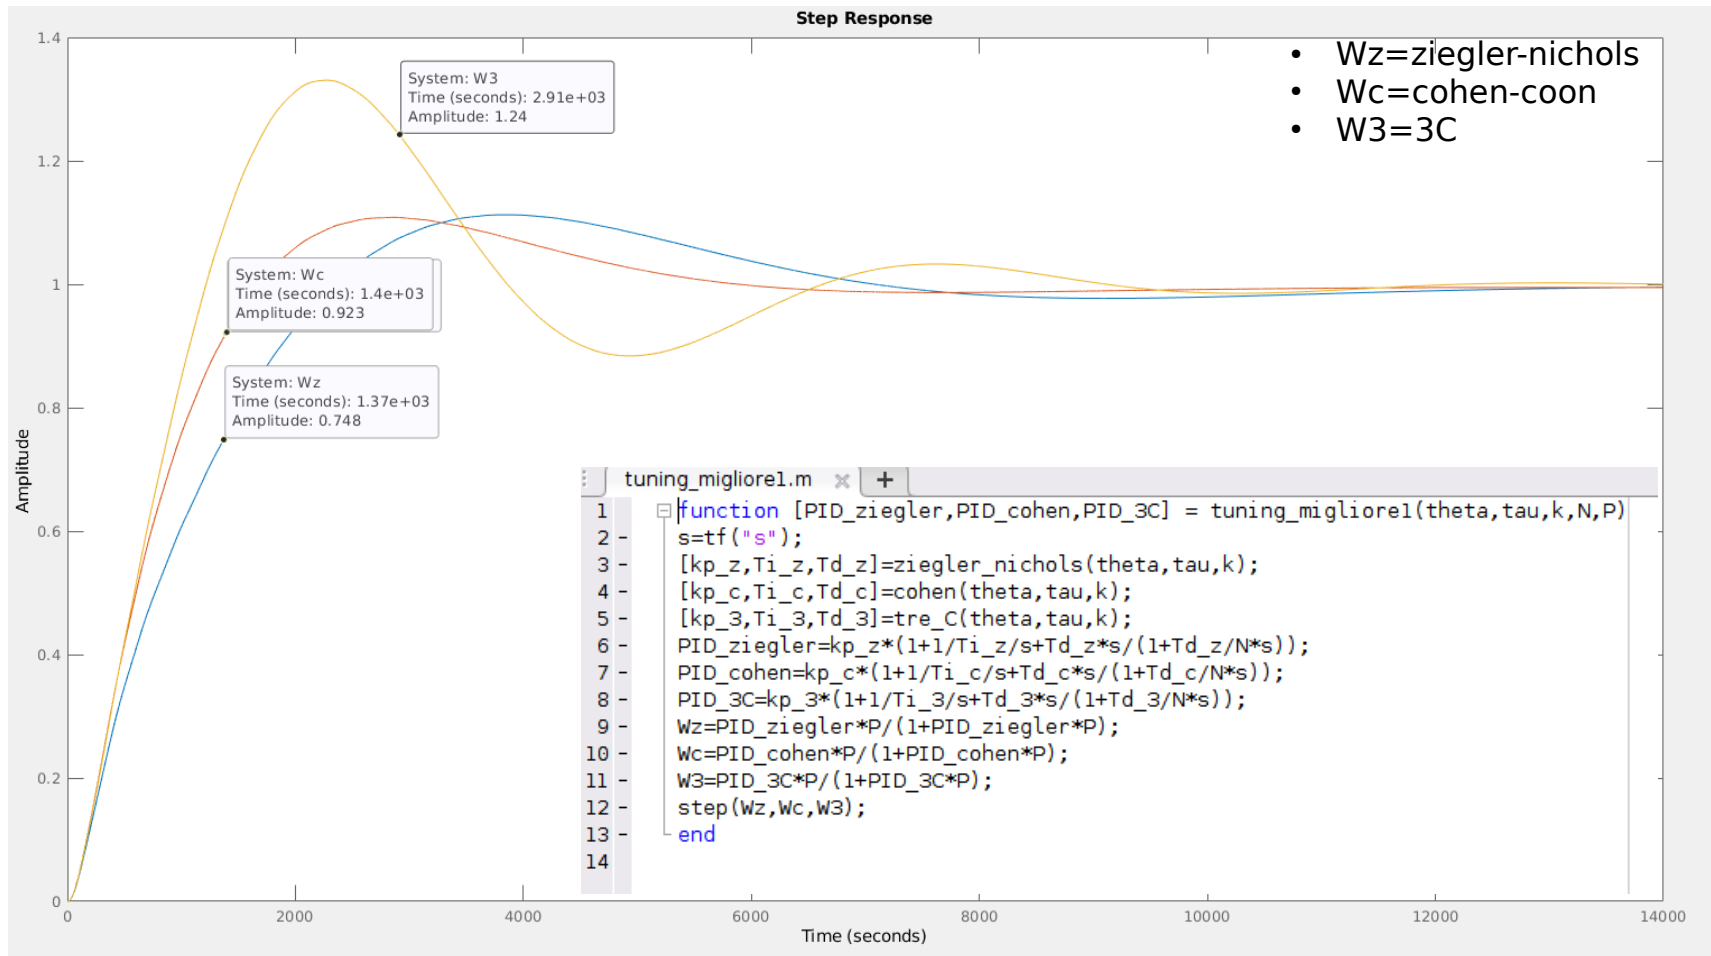 Step Response
• Wz=ziegler-nichols
• Wc=cohen-coon
• W3=3C
System: W3
Time (seconds): 2.91e+03
Amplitude: 1.24
System: Wc
Time (seconds): 1.4e+03
Amplitude: 0.923
System: Wz
Time (seconds): 1.37e+03
Amplitude: 0.748
1.4
1.2
1
0.8
0.6
0.4
0.2
0
Amplitude
0 2000 4000 6000 8000 10000 12000 14000
Time (seconds)
tuning_migliore1.m
1 function [PID_ziegler,PID_cohen,PID_3C] = tuning_migliore1(theta,tau,k,N,P)
2 - s=tf("s");
3 - [kp_z,Ti_z,Td_z]=ziegler_nichols(theta,tau,k);
4 - [kp_c,Ti_c,Td_c]=cohen(theta,tau,k);
5 - [kp_3,Ti_3,Td_3]=tre_C(theta,tau,k);
6 - PID_ziegler=kp_z*(1+1/Ti_z/s+Td_z*s/(1+Td_z/N*s));
7 - PID_cohen=kp_c*(1+1/Ti_c/s+Td_c*s/(1+Td_c/N*s));
8 - PID_3C=kp_3*(1+1/Ti_3/s+Td_3*s/(1+Td_3/N*s));
9 - Wz=PID_ziegler*P/(1+PID_ziegler*P);
10 - Wc=PID_cohen*P/(1+PID_cohen*P);
11 - W3=PID_3C*P/(1+PID_3C*P);
12 - step(Wz,Wc,W3);
13 - end
14